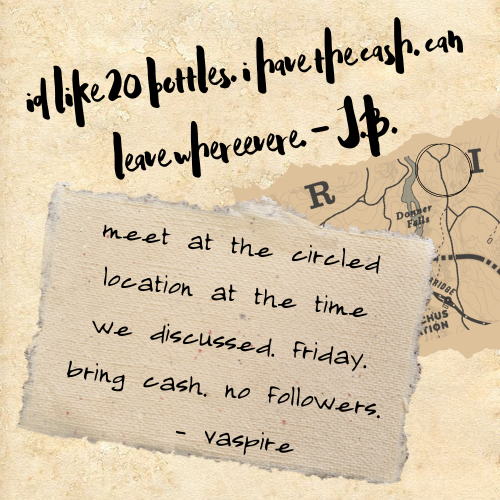 id like 20 bottles. i have the cash. can
leave whereevere. - J.B.
R I
Donner
Falls
meet at the circled
location at the time
we discussed. friday.
bring cash. no followers.
- vaspire